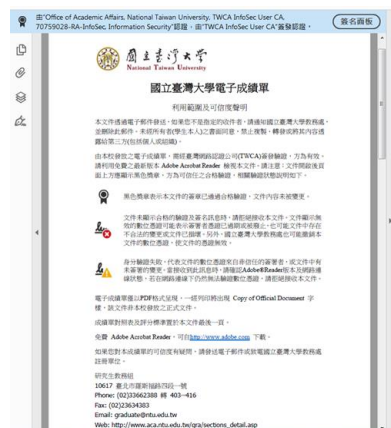 由"Office of Academic Affairs, National Taiwan University, TWCA InfoSec User CA,
70759028-RA-InfoSec, Information Security"認證，由"TWCA InfoSec User CA"簽發認證。
簽名面板
國立臺灣大學
National Taiwan University
國立臺灣大學電子成績單
利用範圍及可信度聲明
本文件透過電子郵件發送，如果您不是指定的收件者，請通知國立臺灣大學教務處，
並刪除此郵件，未經所有者(學生本人)之書面同意，禁止複製、轉發或將其內容透
露給第三方(包括個人或組織)。
由本校發放之電子成績單，需經臺灣網路認證公司(TWCA)簽發驗證，方為有效。
請利用免費之最新版本 Adobe Acrobat Reader 檢視本文件。請注意：文件開啟後頁
面上方應顯示黑色勳章，方為可信任之合格驗證，相關驗證狀態說明如下。
黑色勳章表示本文件的簽章已通過合格驗證，文件內容未被變更。
文件未顯示合格的驗證及簽名訊息時，請拒絕接收本文件。文件顯示無
效的數位憑證可能表示簽署者憑證已過期或被廢止，也可能文件中存在
不合法的變更或文件已損壞。另外，國立臺灣大學教務處也可能撤銷本
文件的數位憑證，使文件的憑證無效。
身分驗證失敗，代表文件的數位憑證來自非信任的簽署者，或文件中有
未簽署的變更。當接收到此訊息時，請確認Adobe®Reader版本及網路連
線狀態，若在網路連線下仍然無法驗證數位憑證，請拒絕接收本文件。
電子成績單僅以PDF格式呈現，一經列印將出現 Copy of Official Document 字
樣，該文件非本校發放之正式文件。
成績單對照表及評分標準置於本文件最後一頁。
免費 Adobe Acrobat Reader，可自http://www.adobe.com 下載。
如果您對本成績單的可信度有疑問，請發送電子郵件或致電國立臺灣大學教務處
註冊單位。
研究生教務組
10617 臺北市羅斯福路四段一號
Phone: (02)33662388 轉 403－416
Fax: (02)23634383
Email: graduate@ntu.edu.tw
Web: http://www.aca.ntu.edu.tw/gra/sections_detail.asp